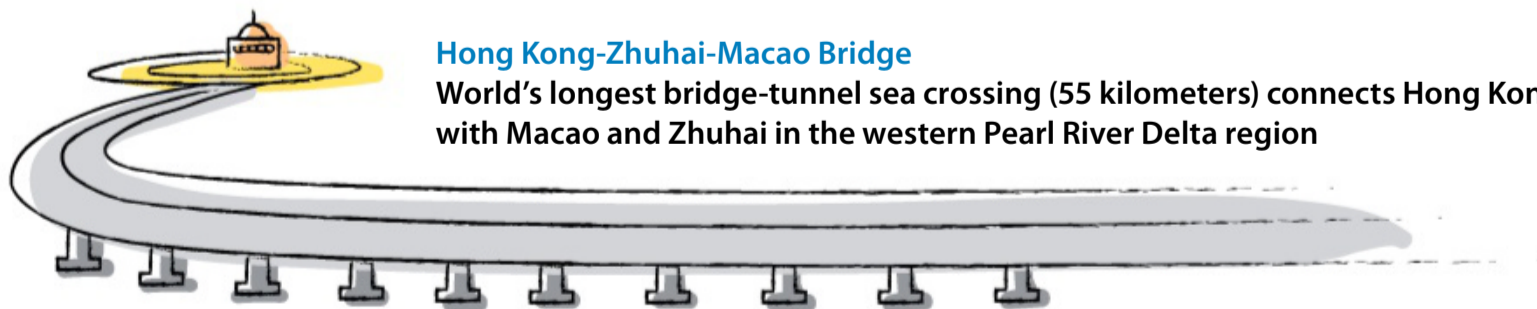 Hong Kong-Zhuhai-Macao Bridge
World’s longest bridge-tunnel sea crossing (55 kilometers) connects Hong Kon
with Macao and Zhuhai in the western Pearl River Delta region